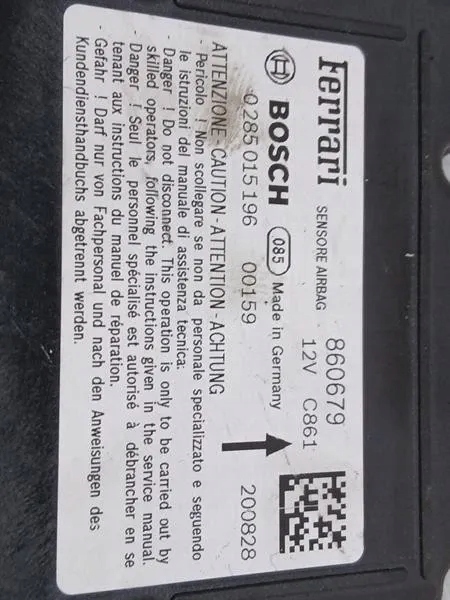 Ferrari SENSORE AIRBAG 860679
BOSCH 085 Made in Germany 12V C861
0 285 015 196 00159 200828
ATTENZIONE - CAUTION - ATTENTION - ACHTUNG
- Pericolo ! Non scollegare se non da personale specializzato e seguendo
le istruzioni del manuale di assistenza tecnica:
- Danger ! Do not disconnect. This operation is only to be carried out by
skilled operators, following the instructions given in the service manual.
- Danger ! Seul le personnel spécialisé est autorisé à débrancher en se
tenant aux instructions du manuel de réparation.
- Gefahr ! Darf nur von Fachpersonal und nach den Anweisungen des
Kundendiensthandbuchs abgetrennt werden.